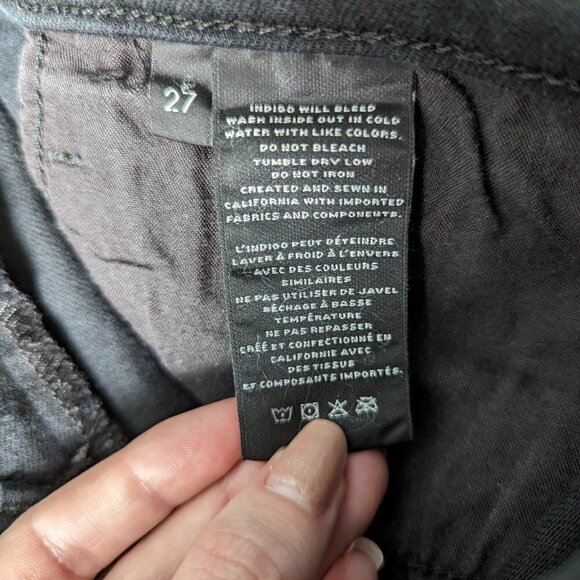 27
INDIGO WILL BLEED
WASH INSIDE OUT IN COLD
WATER WITH LIKE COLORS.
DO NOT BLEACH
TUMBLE DRY LOW
DO NOT IRON
CREATED AND SEWN IN
CALIFORNIA WITH IMPORTED
FABRICS AND COMPONENTS.
L'INDIGO PEUT DÉTEINDRE
LAVER À FROID À L'ENVERS
AVEC DES COULEURS
SIMILAIRES
NE PAS UTILISER DE JAVEL
SÉCHAGE À BASSE
TEMPÉRATURE
NE PAS REPASSER
CRÉÉ ET CONFECTIONNÉ EN
CALIFORNIE AVEC
DES TISSUS
ET COMPOSANTS IMPORTÉS.